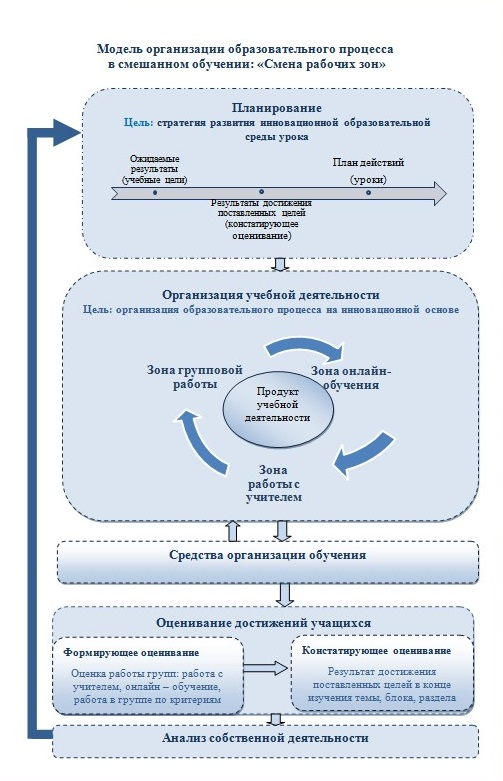 Модель организации образовательного процесса
в смешанном обучении: «Смена рабочих зон»
Планирование
Цель: стратегия развития инновационной образовательной
среды урока
Ожидаемые
результаты
(учебные цели)
План действий
(уроки)
Результаты достижения
поставленных целей
(констатирующее
оценивание)
Организация учебной деятельности
Цель: организация образовательного процесса на инновационной основе
Зона групповой
работы
Зона онлайн-
обучения
Продукт
учебной
деятельности
Зона
работы с
учителем
Средства организации обучения
Оценивание достижений учащихся
Формирующее оценивание
Оценка работы групп: работа с
учителем, онлайн – обучение,
работа в группе по критериям
Констатирующее оценивание
Результат достижения
поставленных целей в конце
изучения темы, блока, раздела
Анализ собственной деятельности